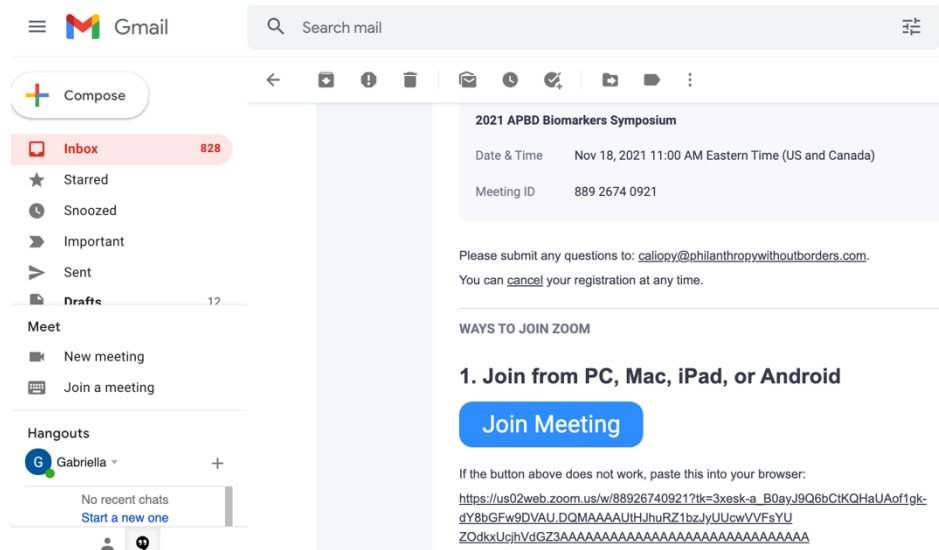 Gmail
Search mail
Compose
Inbox 828
Starred
Snoozed
Important
Sent
Drafts 12
Meet
New meeting
Join a meeting
Hangouts
G Gabriella
No recent chats
Start a new one
2021 APBD Biomarkers Symposium
Date & Time Nov 18, 2021 11:00 AM Eastern Time (US and Canada)
Meeting ID 889 2674 0921
Please submit any questions to: caliopy@philanthropywithoutborders.com.
You can cancel your registration at any time.
WAYS TO JOIN ZOOM
1. Join from PC, Mac, iPad, or Android
Join Meeting
If the button above does not work, paste this into your browser:
https://us02web.zoom.us/w/88926740921?tk=3xesk-a_B0ayJ9Q6bCtKQHaUAof1gk-
dY8bGFw9DVAU.DQMAAAAUtHJhuRZ1bzJyUUcwVVFsYU
ZOdkxUcjhVdGZ3AAAAAAAAAAAAAAAAAAAAAAAAAAAAA